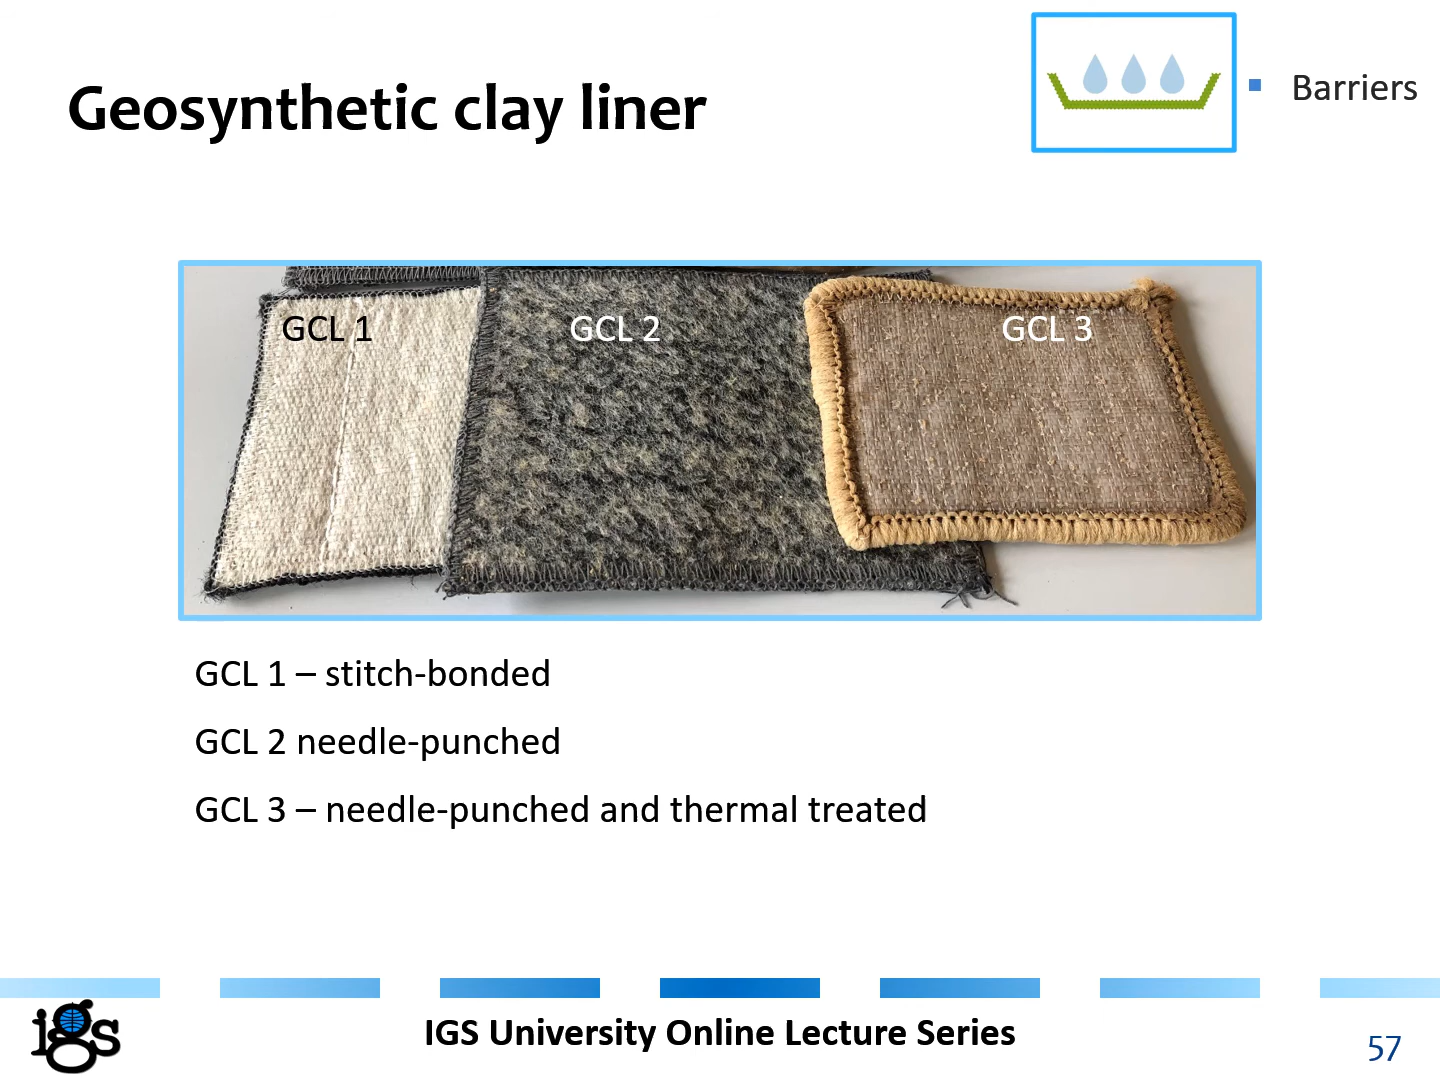 Geosynthetic clay liner
▪ Barriers
GCL 1
GCL 2
GCL 3
GCL 1 – stitch-bonded
GCL 2 needle-punched
GCL 3 – needle-punched and thermal treated
igs
IGS University Online Lecture Series
57